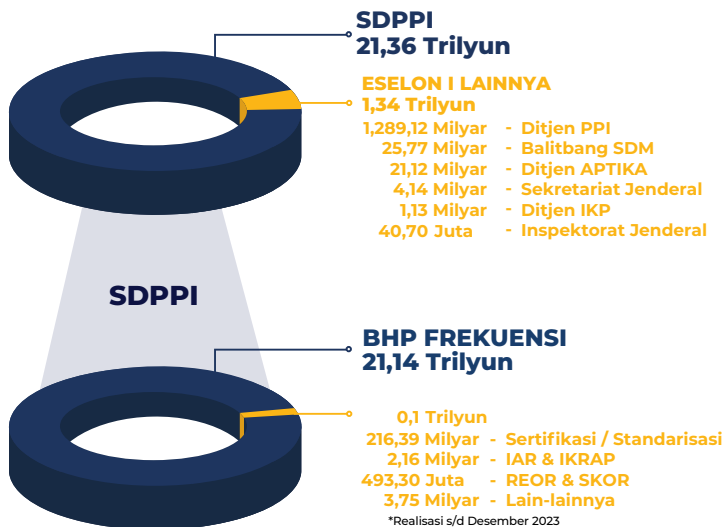 SDPPI
21,36 Trilyun
ESELON I LAINNYA
1,34 Trilyun
1,289,12 Milyar - Ditjen PPI
25,77 Milyar - Balitbang SDM
21,12 Milyar - Ditjen APTIKA
4,14 Milyar - Sekretariat Jenderal
1,13 Milyar - Ditjen IKP
40,70 Juta - Inspektorat Jenderal
SDPPI
BHP FREKUENSI
21,14 Trilyun
0,1 Trilyun
216,39 Milyar - Sertifikasi / Standarisasi
2,16 Milyar - IAR & IKRAP
493,30 Juta - REOR & SKOR
3,75 Milyar - Lain-lainnya
*Realisasi s/d Desember 2023